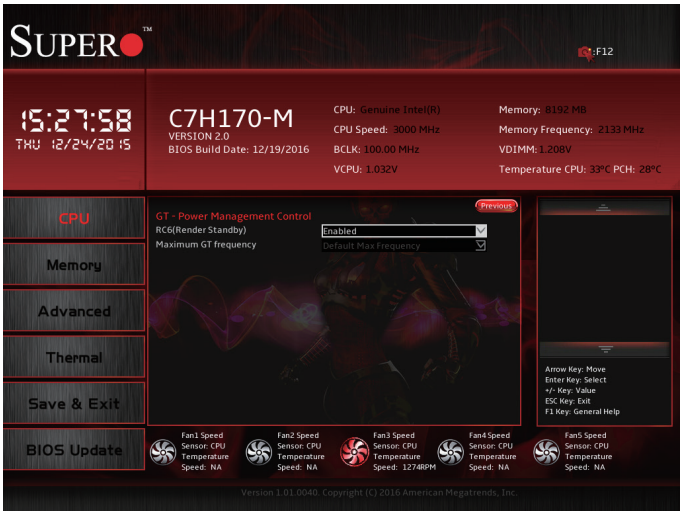 SUPER TM
:F12
15:27:58
THU 12/24/2015
C7H170-M
VERSION 2.0
BIOS Build Date: 12/19/2016
CPU: Genuine Intel(R)
CPU Speed: 3000 MHz
BCLK: 100.00 MHz
VCPU: 1.032V
Memory: 8192 MB
Memory Frequency: 2133 MHz
VDIMM: 1.208V
Temperature CPU: 33°C PCH: 28°C
CPU
Memory
Advanced
Thermal
Save & Exit
BIOS Update
Previous
GT - Power Management Control
RC6(Render Standby) Enabled
Maximum GT frequency Default Max Frequency
Arrow Key: Move
Enter Key: Select
+/- Key: Value
ESC Key: Exit
F1 Key: General Help
Fan1 Speed
Sensor: CPU
Temperature
Speed: NA
Fan2 Speed
Sensor: CPU
Temperature
Speed: NA
Fan3 Speed
Sensor: CPU
Temperature
Speed: 1274RPM
Fan4 Speed
Sensor: CPU
Temperature
Speed: NA
Fan5 Speed
Sensor: CPU
Temperature
Speed: NA
Version 1.01.0040. Copyright (C) 2016 American Megatrends, Inc.